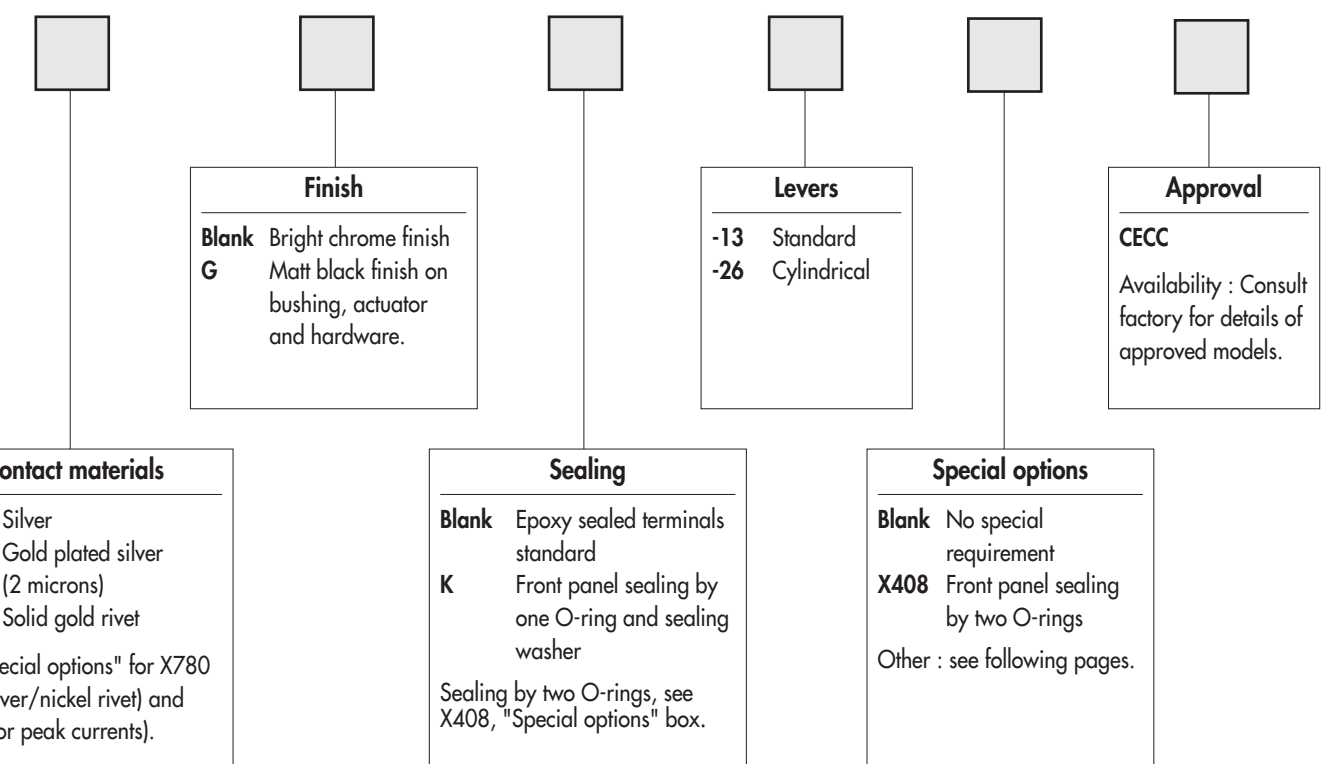 Finish
Blank Bright chrome finish
G Matt black finish on
bushing, actuator
and hardware.
Levers
-13 Standard
-26 Cylindrical
Approval
CECC
Availability : Consult
factory for details of
approved models.
ontact materials
Silver
Gold plated silver
(2 microns)
Solid gold rivet
ecial options" for X780
ver/nickel rivet) and
or peak currents).
Sealing
Blank Epoxy sealed terminals
standard
K Front panel sealing by
one O-ring and sealing
washer
Sealing by two O-rings, see
X408, "Special options" box.
Special options
Blank No special
requirement
X408 Front panel sealing
by two O-rings
Other : see following pages.